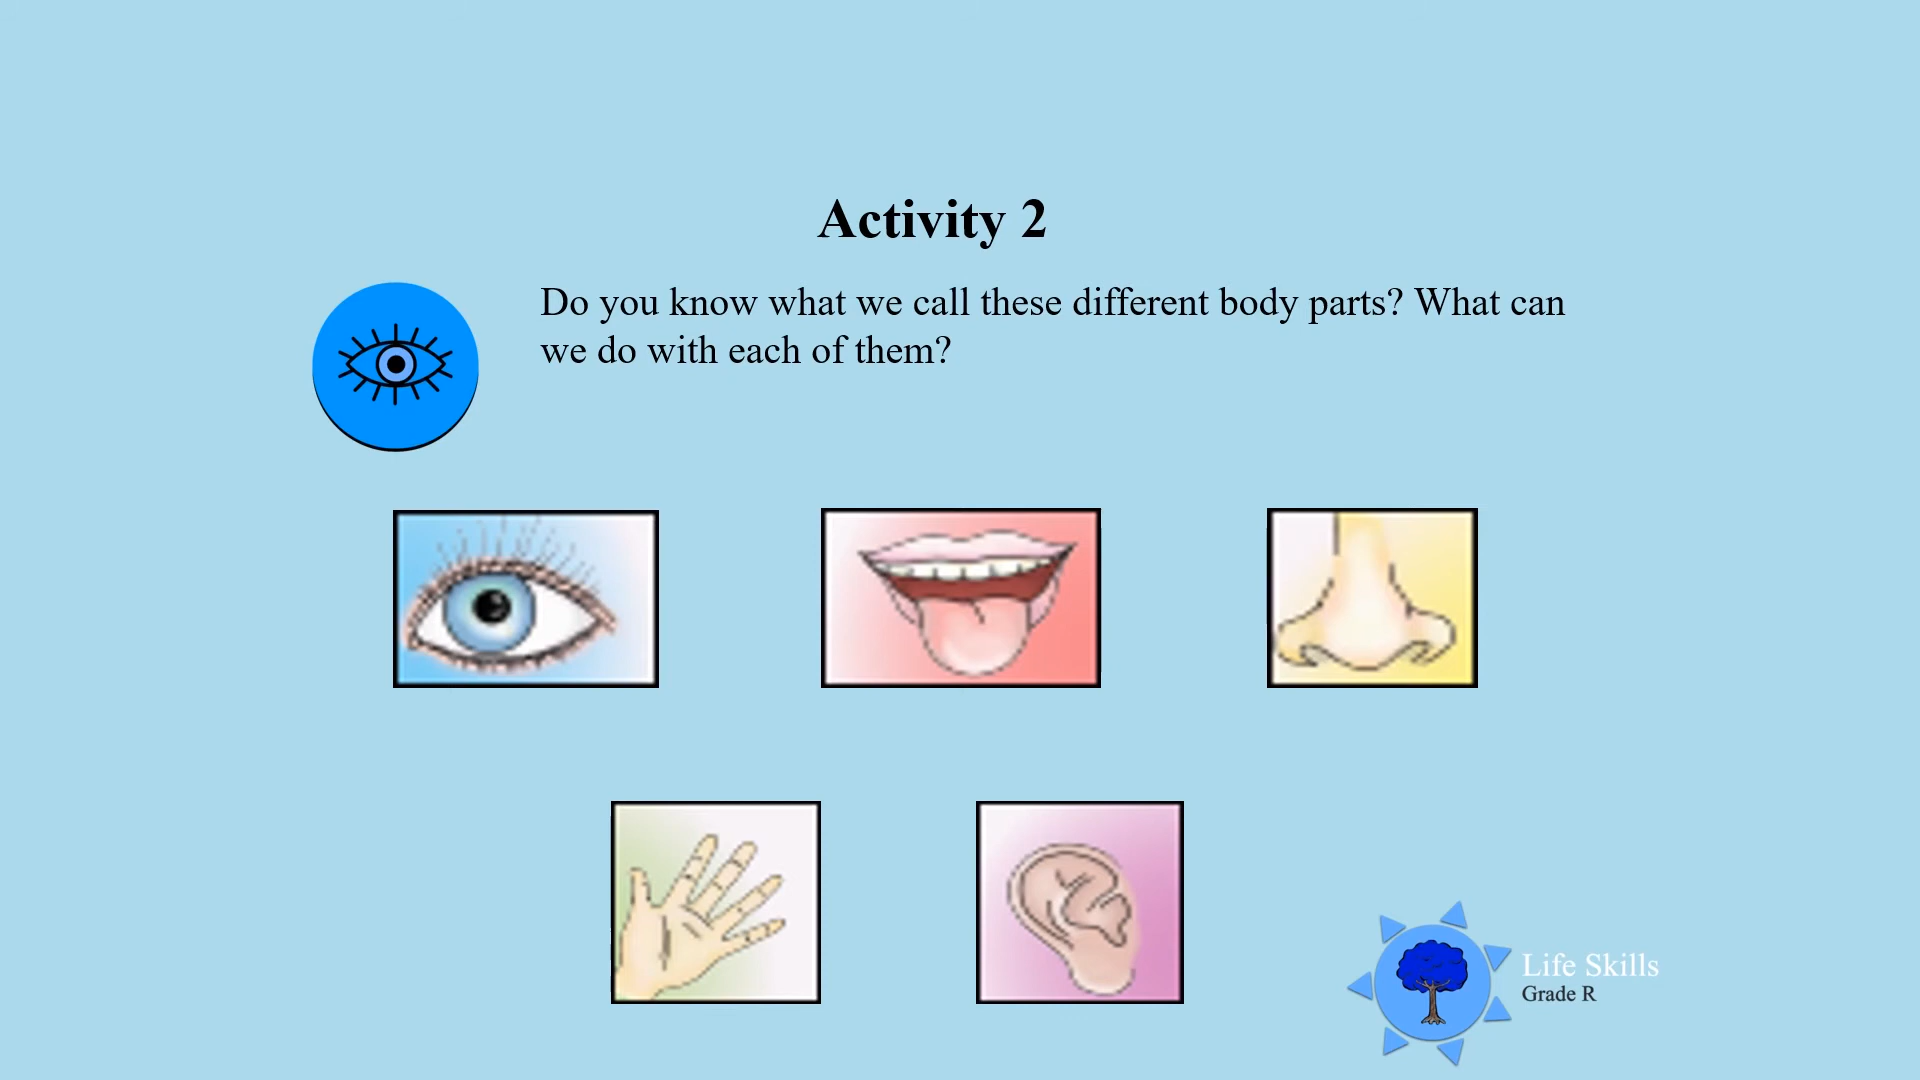 Activity 2
Do you know what we call these different body parts? What can
we do with each of them?
Life Skills
Grade R